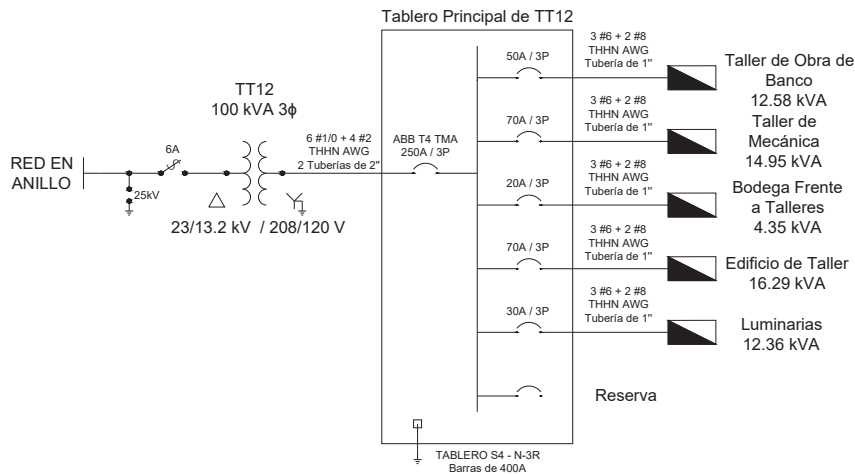 Tablero Principal de TT12
TT12
100 kVA 3ϕ
RED EN
ANILLO
6A
25kV
23/13.2 kV / 208/120 V
6 #1/0 + 4 #2
THHN AWG
2 Tuberías de 2"
ABB T4 TMA
250A / 3P
50A / 3P
3 #6 + 2 #8
THHN AWG
Tubería de 1"
Taller de Obra de
Banco
12.58 kVA
70A / 3P
3 #6 + 2 #8
THHN AWG
Tubería de 1"
Taller de
Mecánica
14.95 kVA
20A / 3P
3 #6 + 2 #8
THHN AWG
Tubería de 1"
Bodega Frente
a Talleres
4.35 kVA
70A / 3P
3 #6 + 2 #8
THHN AWG
Tubería de 1"
Edificio de Taller
16.29 kVA
30A / 3P
3 #6 + 2 #8
THHN AWG
Tubería de 1"
Luminarias
12.36 kVA
Reserva
TABLERO S4 - N-3R
Barras de 400A